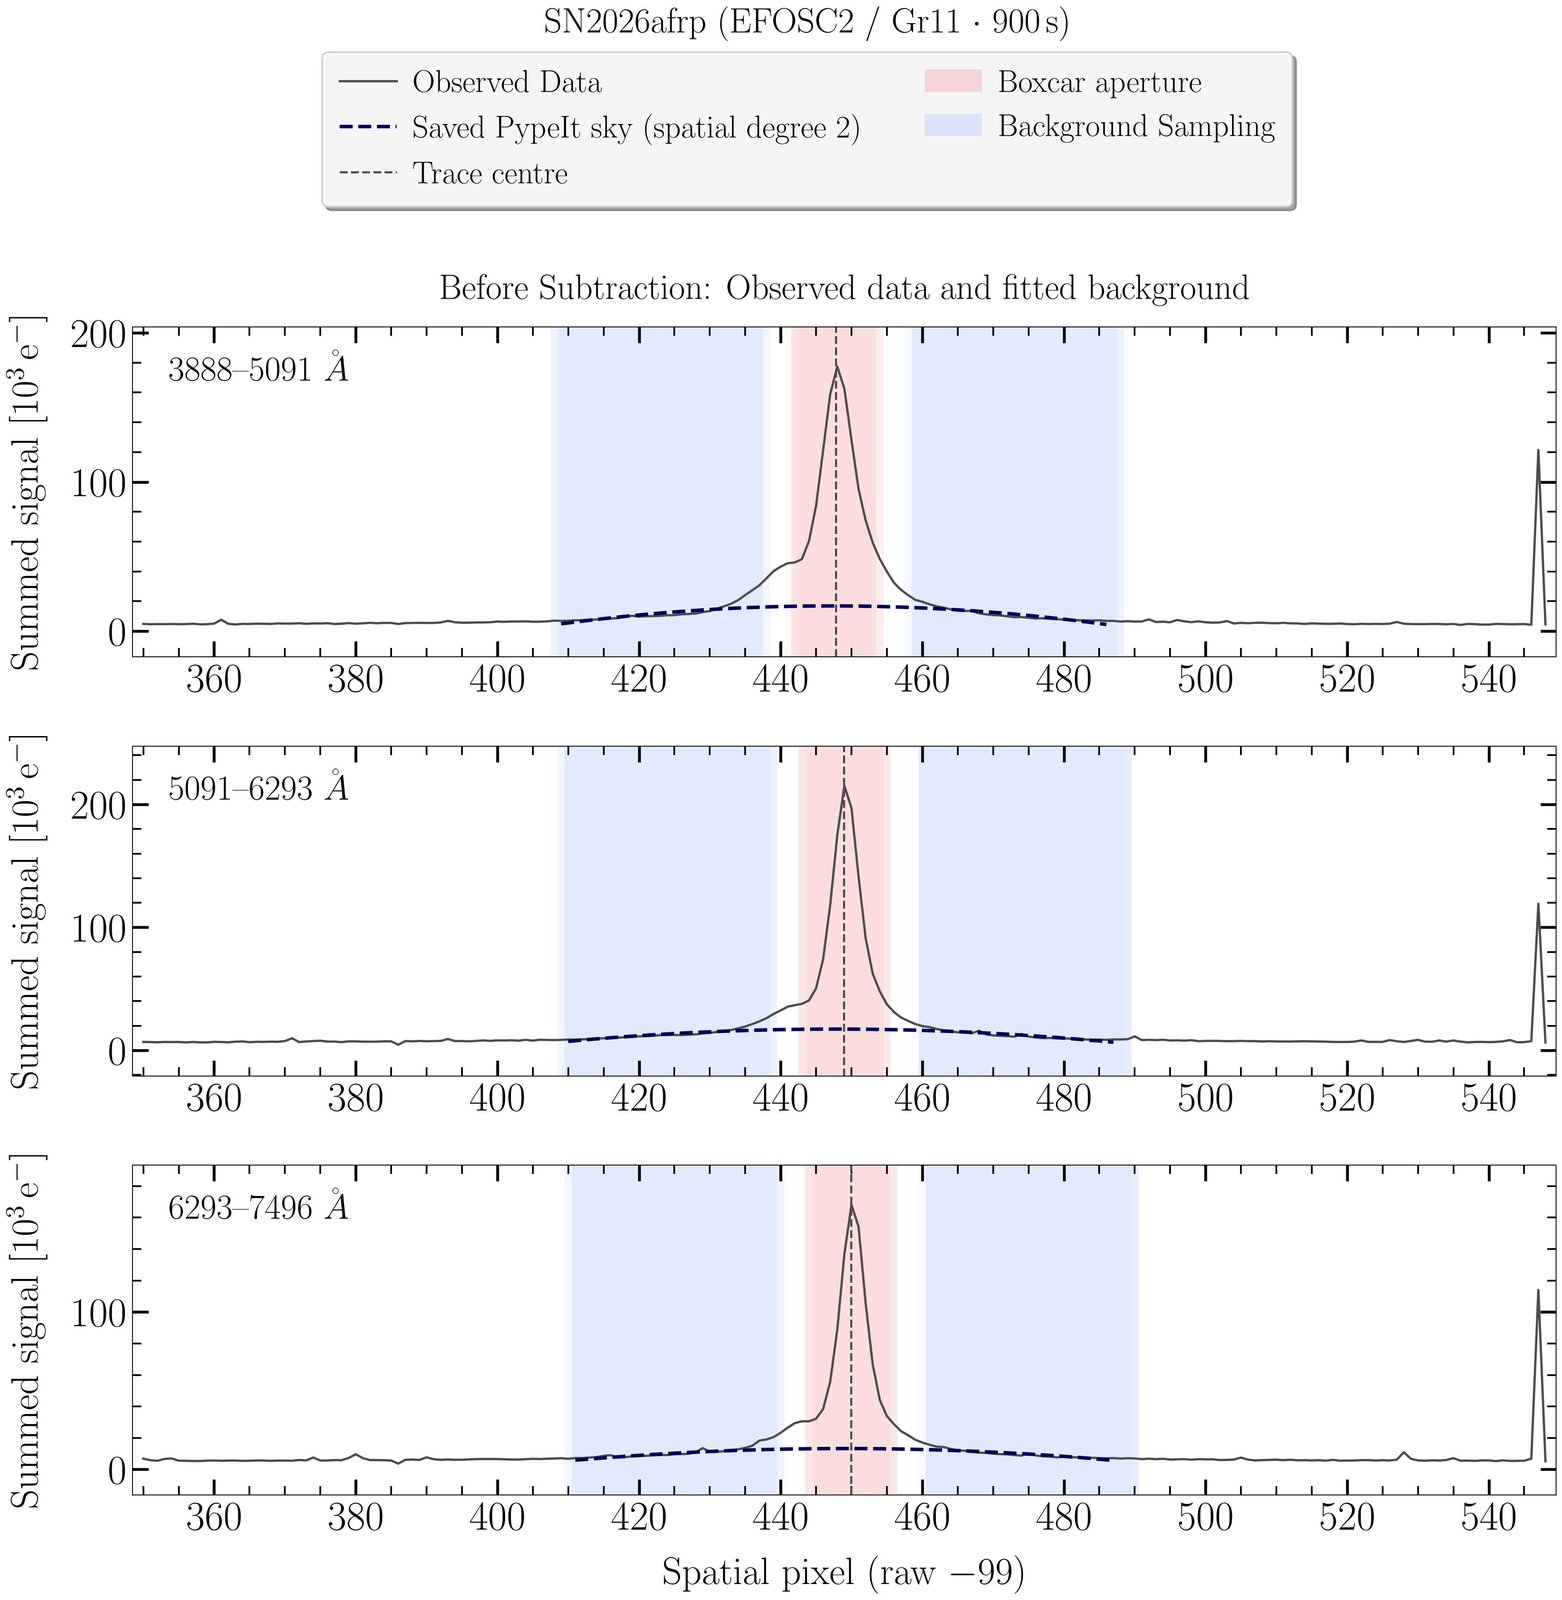 SN2026afrp (EFOSC2 / Gr11 · 900 s)
Observed Data
Saved PypeIt sky (spatial degree 2)
Trace centre
Boxcar aperture
Background Sampling
Before Subtraction: Observed data and fitted background
Summed signal [10³ e⁻]
3888–5091 Å
200
100
0
360 380 400 420 440 460 480 500 520 540
Summed signal [10³ e⁻]
5091–6293 Å
200
100
0
360 380 400 420 440 460 480 500 520 540
Summed signal [10³ e⁻]
6293–7496 Å
100
0
360 380 400 420 440 460 480 500 520 540
Spatial pixel (raw −99)